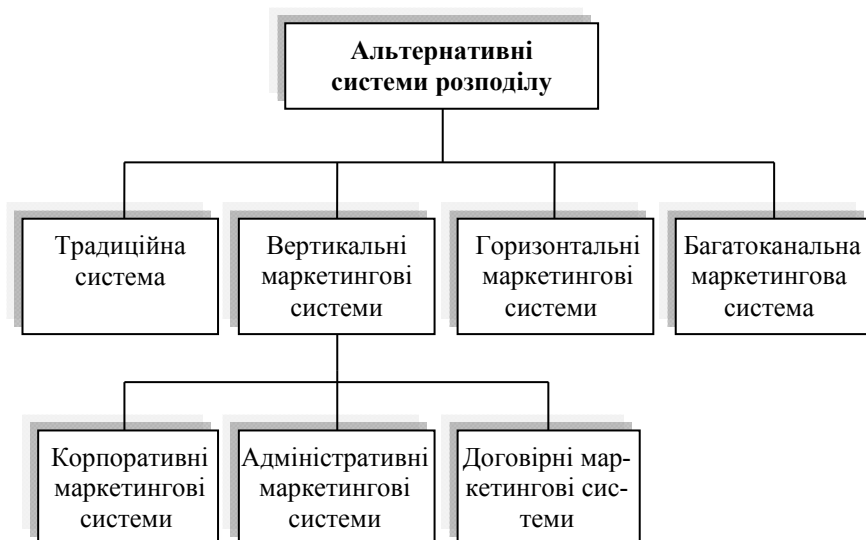 Альтернативні
системи розподілу
Традиційна
система
Вертикальні
маркетингові
системи
Горизонтальні
маркетингові
системи
Багатоканальна
маркетингова
система
Корпоративні
маркетингові
системи
Адміністративні
маркетингові
системи
Договірні мар-
кетингові сис-
теми